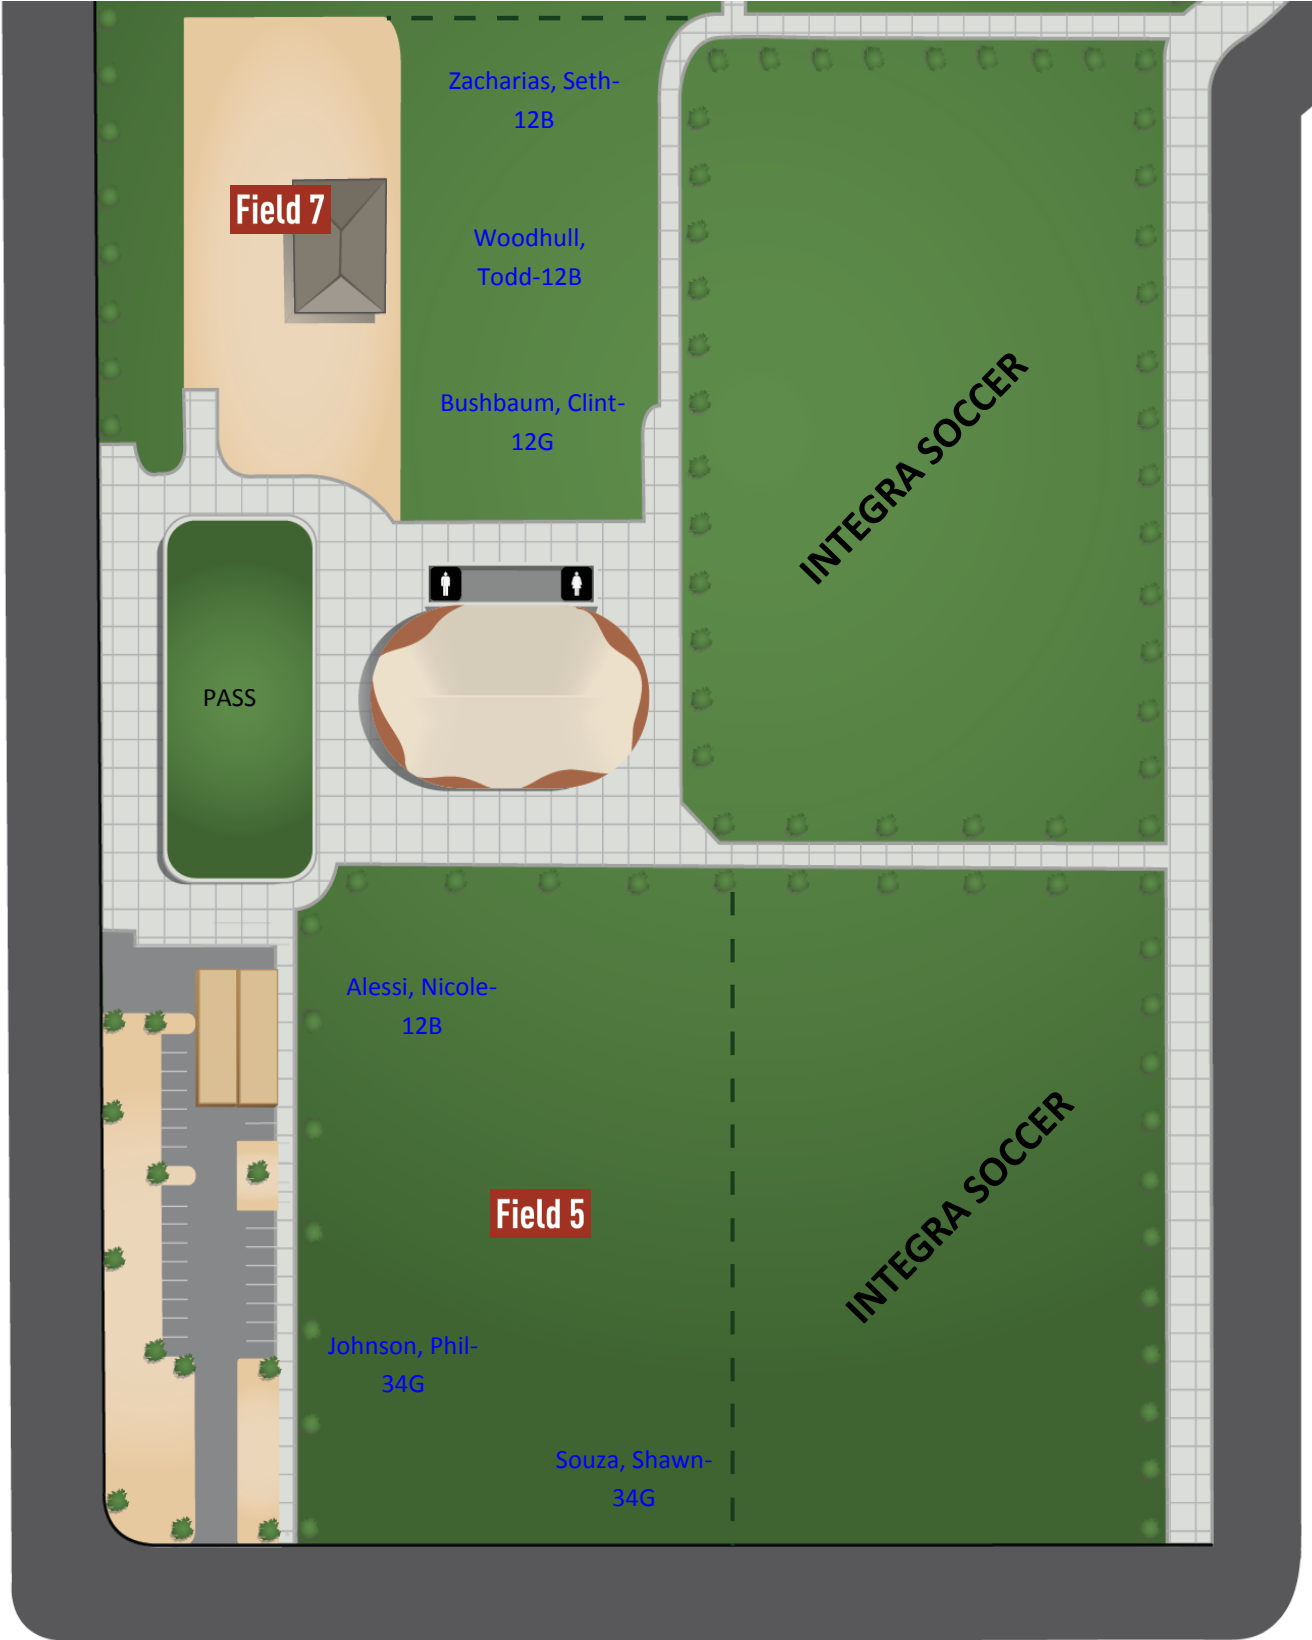 Zacharias, Seth-
12B
Field 7
Woodhull,
Todd-12B
Bushbaum, Clint-
12G
INTEGRA SOCCER
PASS
Alessi, Nicole-
12B
Field 5
INTEGRA SOCCER
Johnson, Phil-
34G
Souza, Shawn-
34G